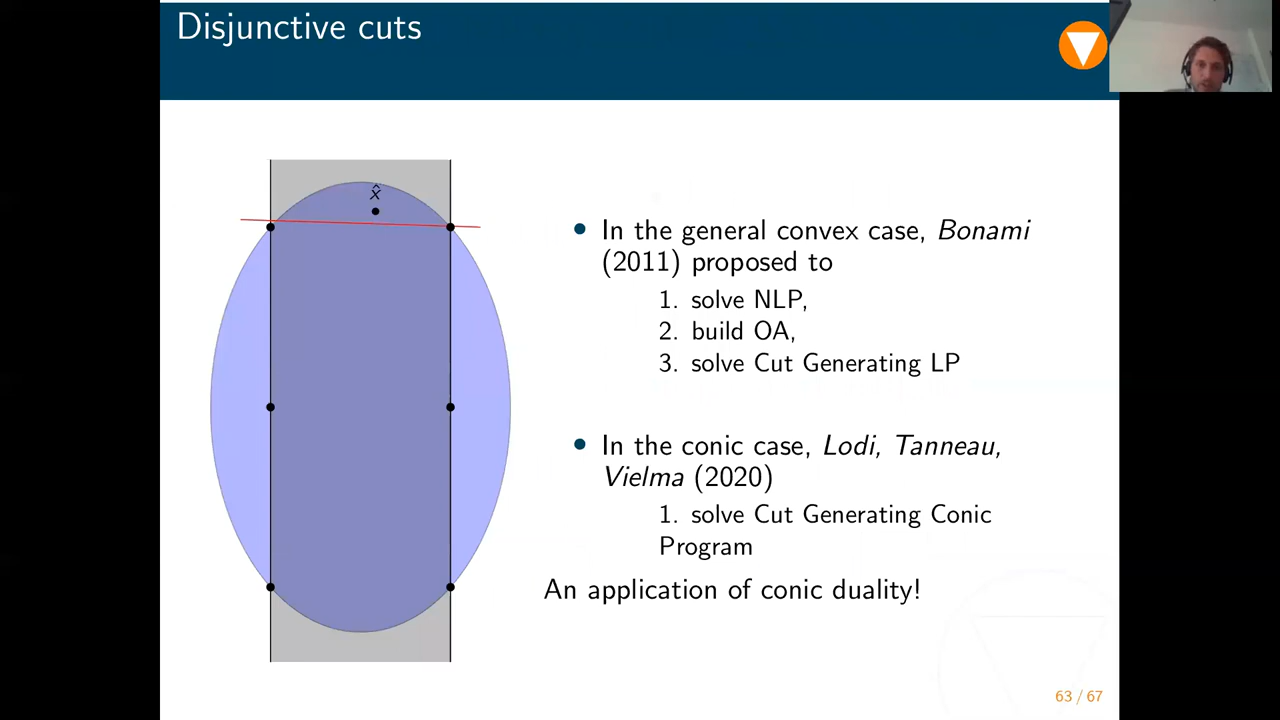 Disjunctive cuts
x̂
• In the general convex case, Bonami
(2011) proposed to
1. solve NLP,
2. build OA,
3. solve Cut Generating LP
• In the conic case, Lodi, Tanneau,
Vielma (2020)
1. solve Cut Generating Conic
Program
An application of conic duality!
63 / 67